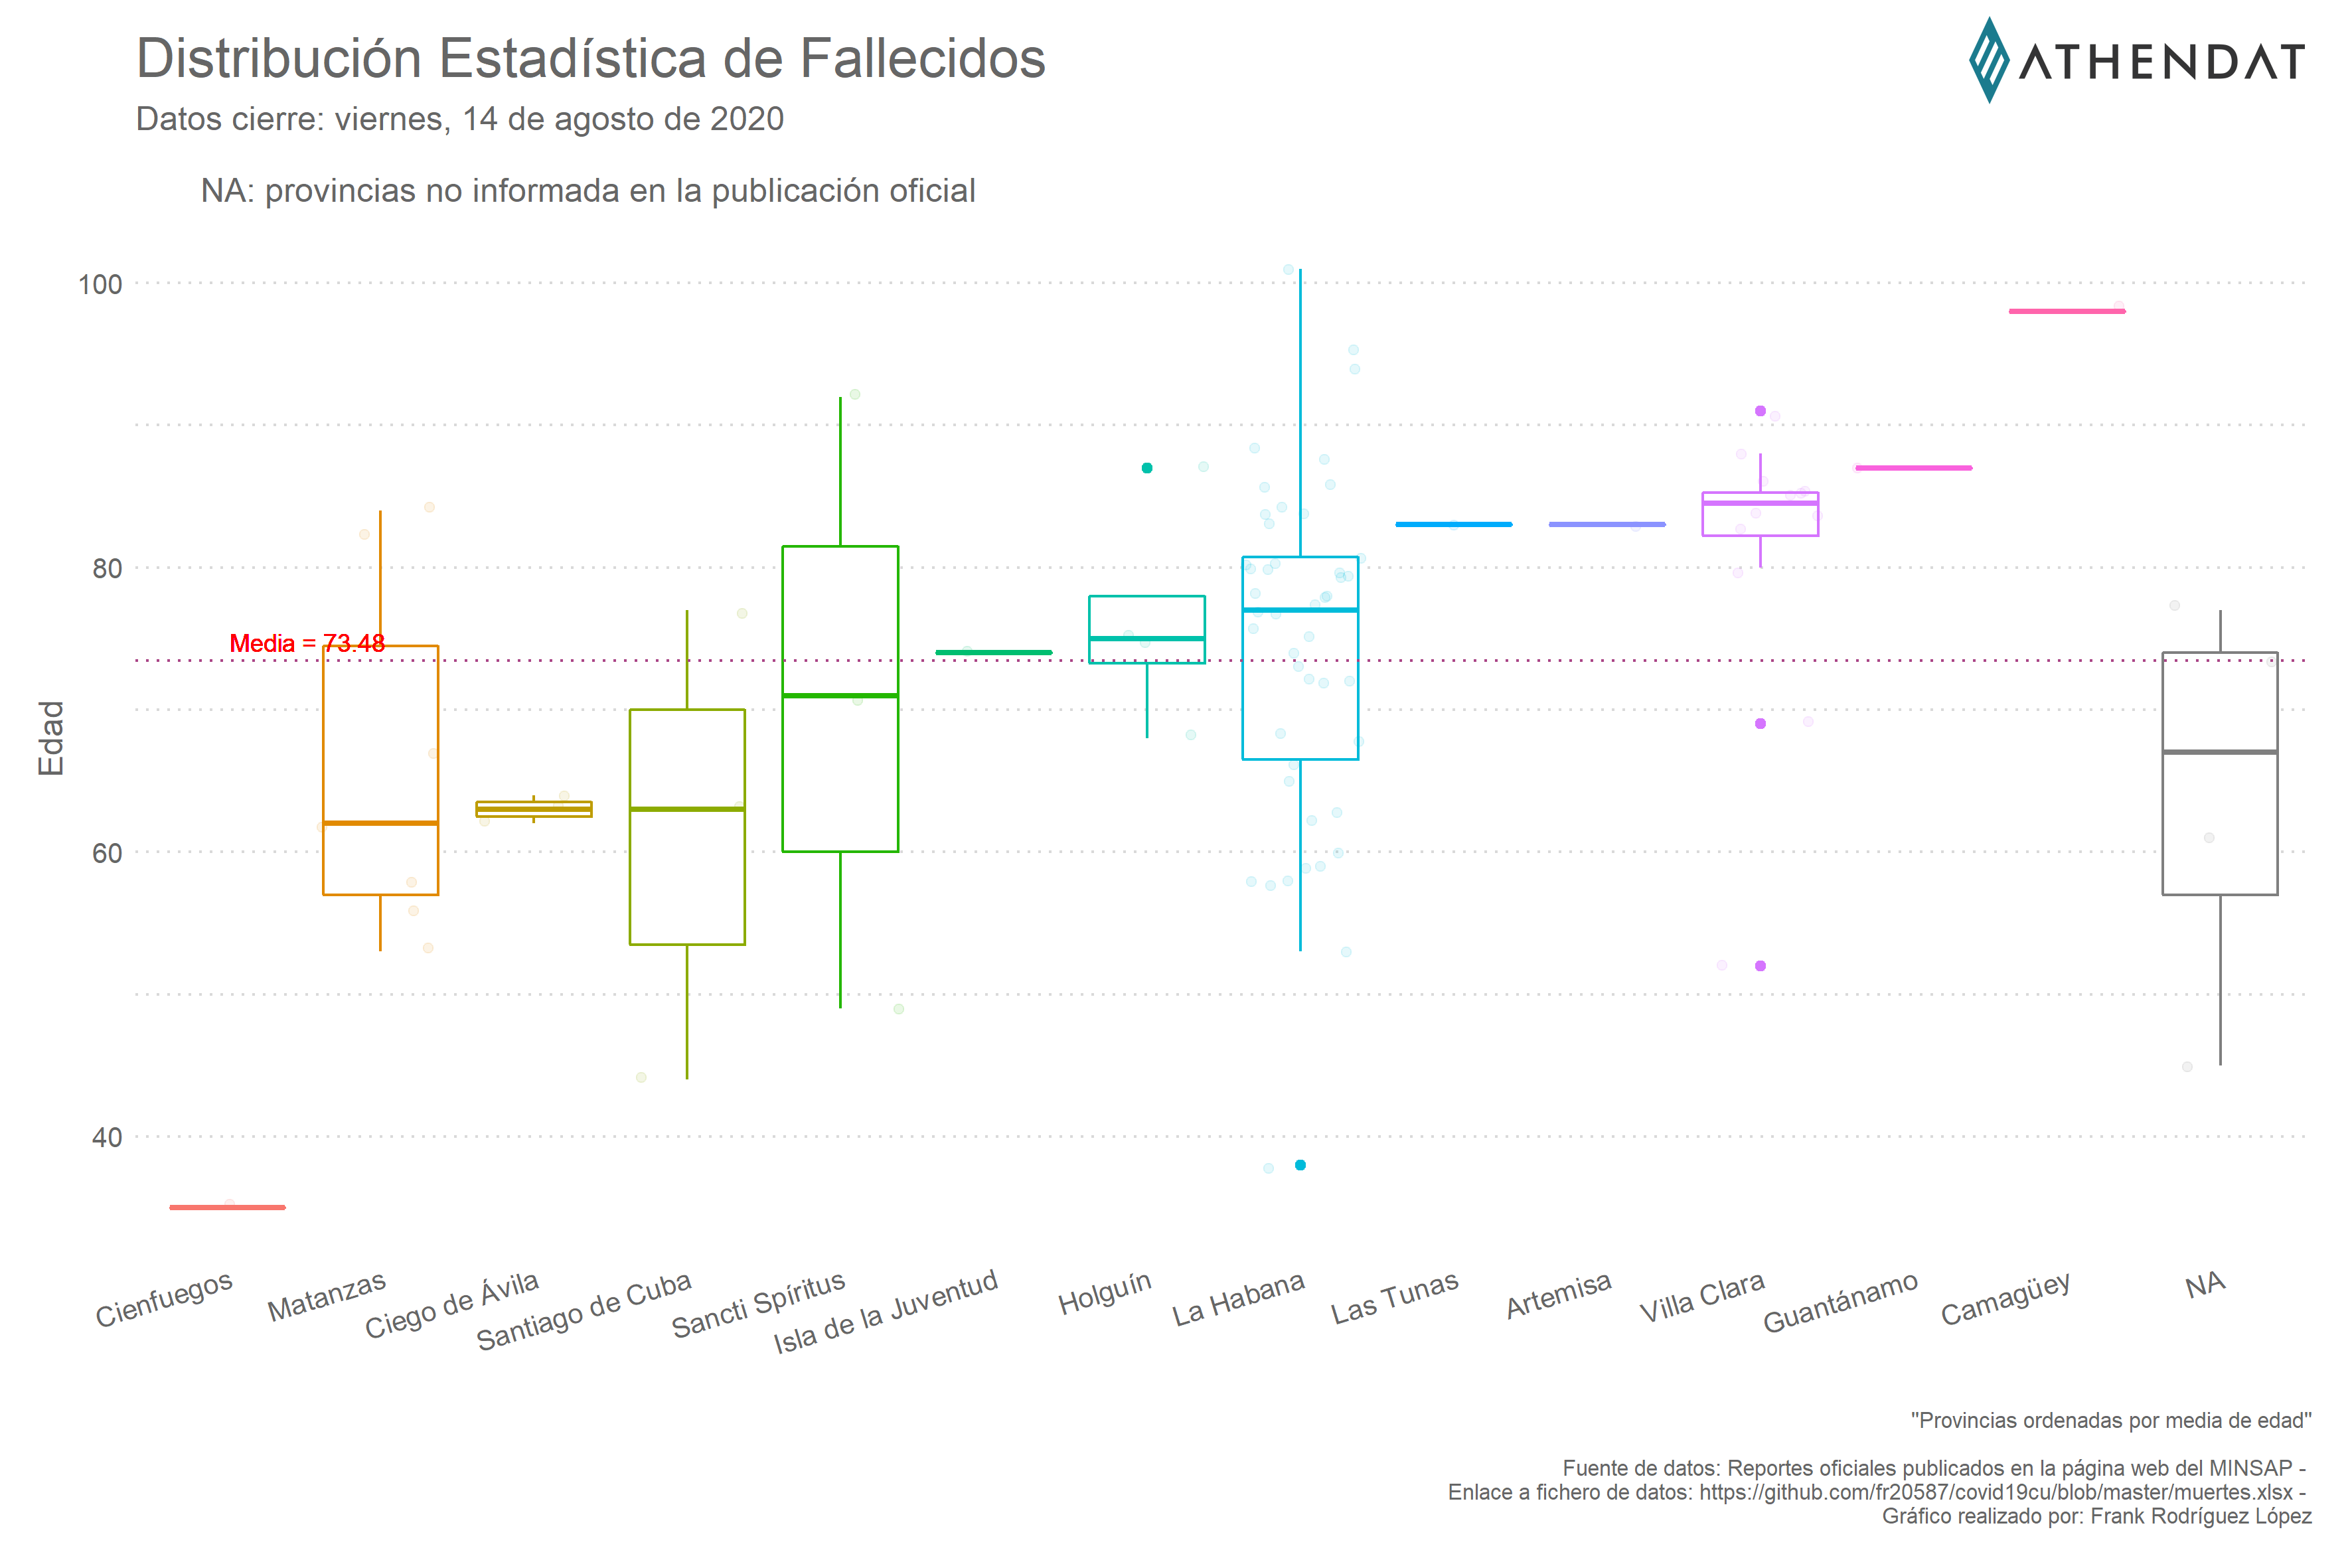 Distribución Estadística de Fallecidos
ATHENDAT
Datos cierre: viernes, 14 de agosto de 2020
NA: provincias no informada en la publicación oficial
100
80
60
40
Edad
Media = 73.48
Cienfuegos
Matanzas
Ciego de Ávila
Santiago de Cuba
Sancti Spíritus
Isla de la Juventud
Holguín
La Habana
Las Tunas
Artemisa
Villa Clara
Guantánamo
Camagüey
NA
"Provincias ordenadas por media de edad"
Fuente de datos: Reportes oficiales publicados en la página web del MINSAP -
Enlace a fichero de datos: https://github.com/fr20587/covid19cu/blob/master/muertes.xlsx -
Gráfico realizado por: Frank Rodríguez López